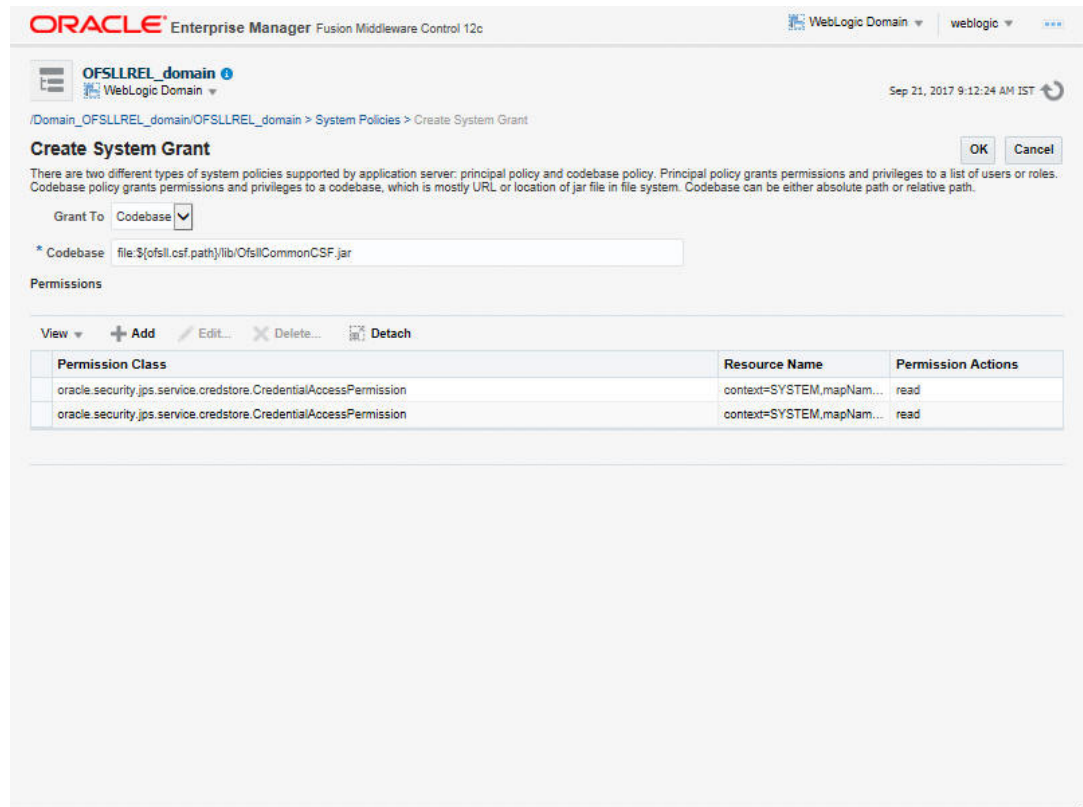 ORACLE Enterprise Manager Fusion Middleware Control 12c
WebLogic Domain
weblogic
OFSLLREL_domain
WebLogic Domain
Sep 21, 2017 9:12:24 AM IST
/Domain_OFSLLREL_domain/OFSLLREL_domain > System Policies > Create System Grant
Create System Grant
OK
Cancel
There are two different types of system policies supported by application server: principal policy and codebase policy. Principal policy grants permissions and privileges to a list of users or roles.
Codebase policy grants permissions and privileges to a codebase, which is mostly URL or location of jar file in file system. Codebase can be either absolute path or relative path.
Grant To Codebase
* Codebase file:${ofsll.csf.path}/lib/OfsllCommonCSF.jar
Permissions
View Add Edit... Delete... Detach
Permission Class Resource Name Permission Actions
oracle.security.jps.service.credstore.CredentialAccessPermission context=SYSTEM,mapNam... read
oracle.security.jps.service.credstore.CredentialAccessPermission context=SYSTEM,mapNam... read